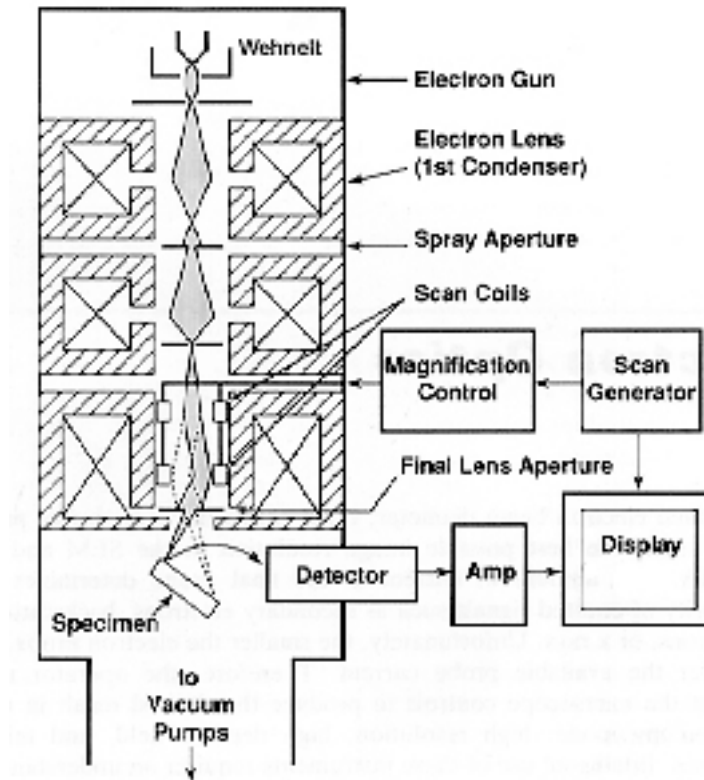 Wehnelt
Electron Gun
Electron Lens
(1st Condenser)
Spray Aperture
Scan Coils
Magnification
Control
Scan
Generator
Final Lens Aperture
Detector
Amp
Display
Specimen
to
Vacuum
Pumps